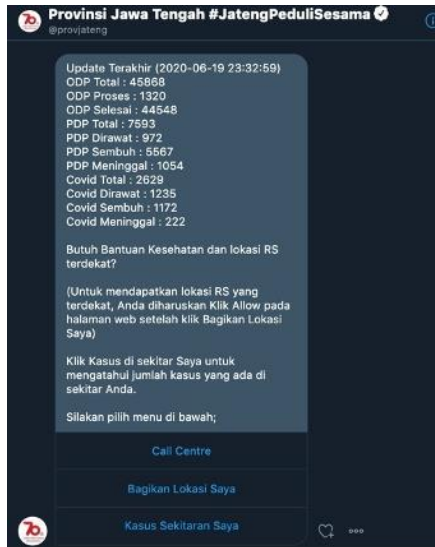 Provinsi Jawa Tengah #JatengPeduliSesama
@provjateng
Update Terakhir (2020-06-19 23:32:59)
ODP Total : 45868
ODP Proses : 1320
ODP Selesai : 44548
PDP Total : 7593
PDP Dirawat : 972
PDP Sembuh : 5567
PDP Meninggal : 1054
Covid Total : 2629
Covid Dirawat : 1235
Covid Sembuh : 1172
Covid Meninggal : 222
Butuh Bantuan Kesehatan dan lokasi RS
terdekat?
(Untuk mendapatkan lokasi RS yang
terdekat, Anda diharuskan Klik Allow pada
halaman web setelah klik Bagikan Lokasi
Saya)
Klik Kasus di sekitar Saya untuk
mengatahui jumlah kasus yang ada di
sekitar Anda.
Silakan pilih menu di bawah;
Call Centre
Bagikan Lokasi Saya
Kasus Sekitaran Saya